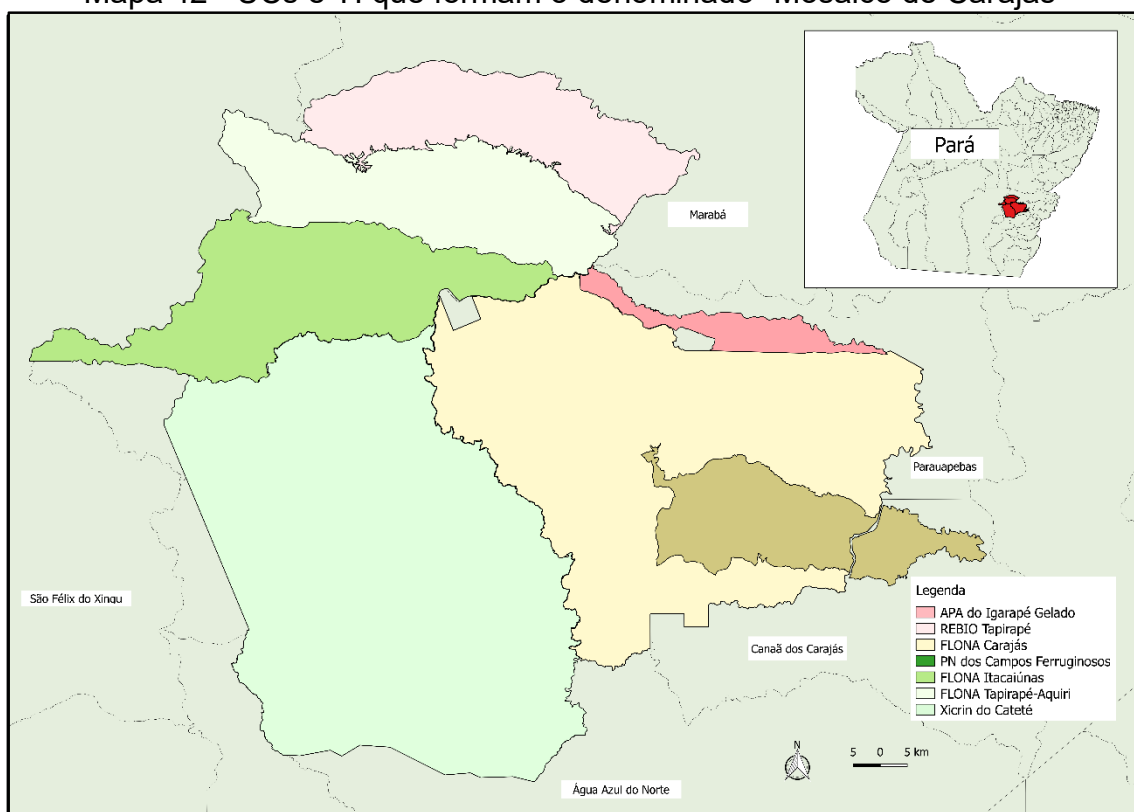 Mapa 42 - UCs e TI que formam o denominado "Mosaico de Carajás"
Pará
Marabá
Parauapebas
São Félix do Xingu
Canaã dos Carajás
Água Azul do Norte
Legenda
APA do Igarapé Gelado
REBIO Tapirapé
FLONA Carajás
PN dos Campos Ferruginosos
FLONA Itacaiúnas
FLONA Tapirapé-Aquiri
Xicrin do Cateté
N
5 0 5 km